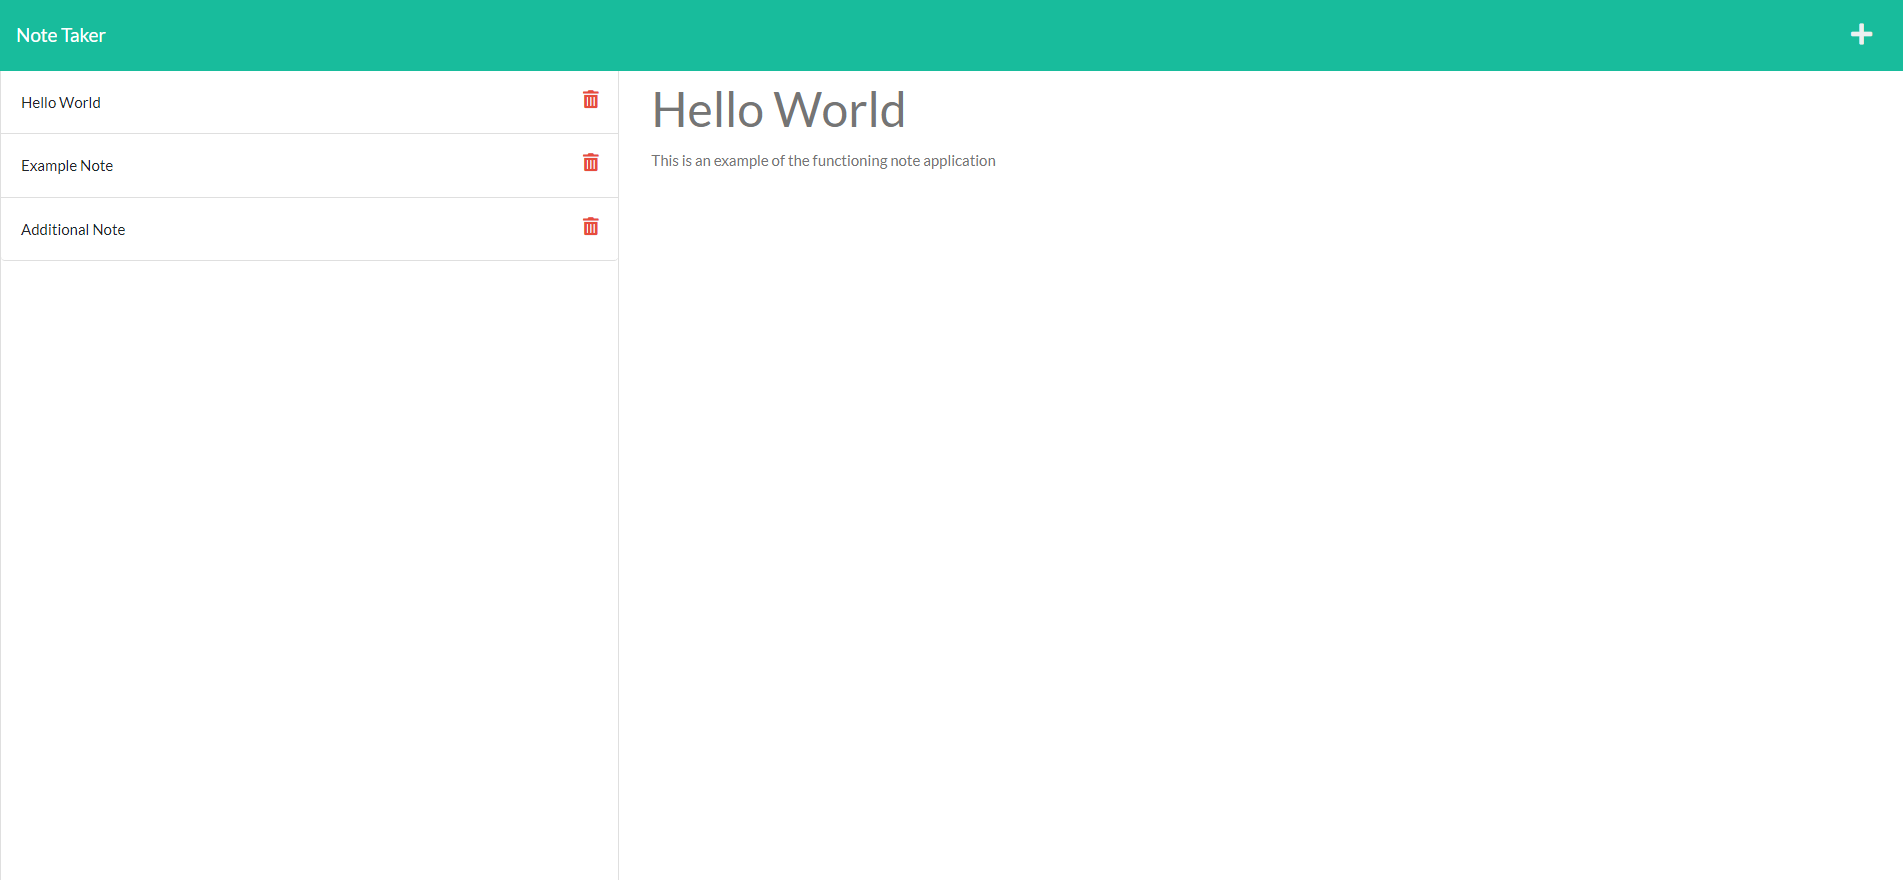 Note Taker
Hello World
Example Note
Additional Note
Hello World
This is an example of the functioning note application